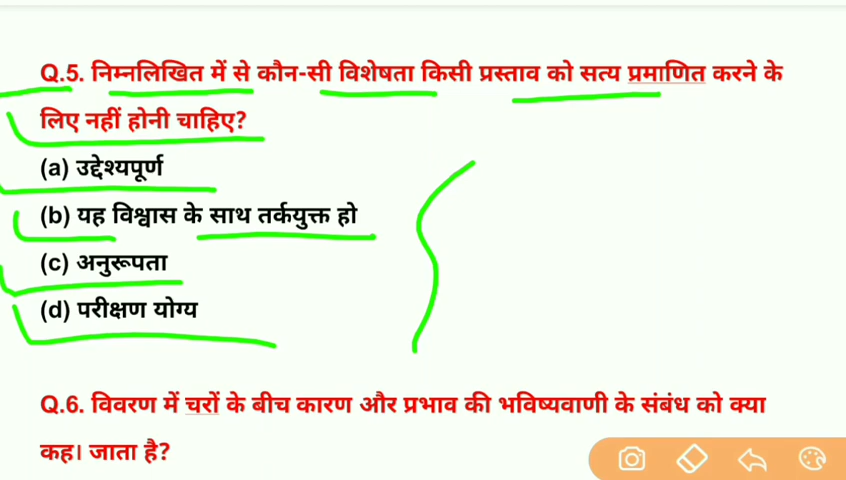 Q.5. निम्नलिखित में से कौन-सी विशेषता किसी प्रस्ताव को सत्य प्रमाणित करने के
लिए नहीं होनी चाहिए?
(a) उद्देश्यपूर्ण
(b) यह विश्वास के साथ तर्कयुक्त हो
(c) अनुरूपता
(d) परीक्षण योग्य
Q.6. विवरण में चरों के बीच कारण और प्रभाव की भविष्यवाणी के संबंध को क्या
कह। जाता है?